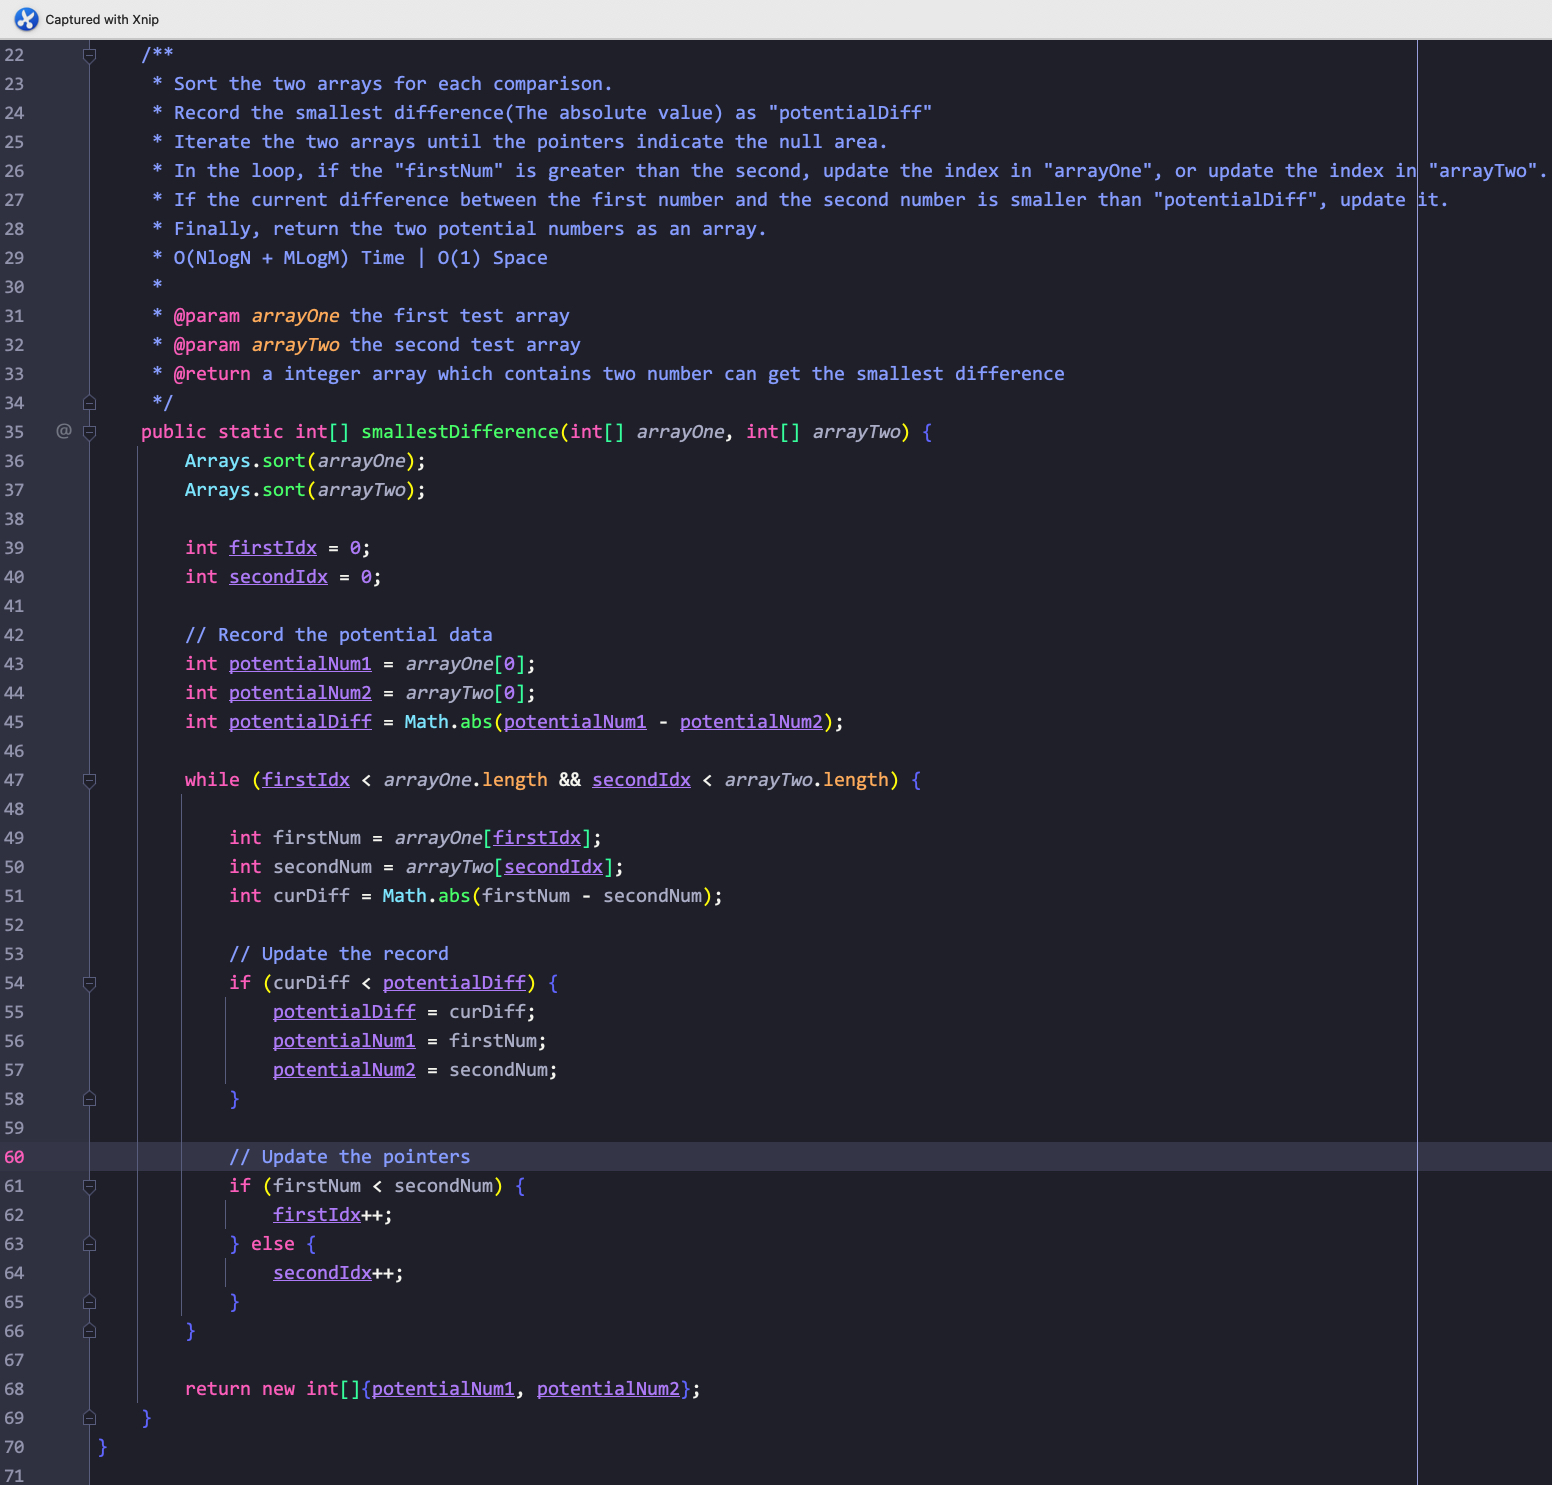 Captured with Xnip
22 /**
23 * Sort the two arrays for each comparison.
24 * Record the smallest difference(The absolute value) as "potentialDiff"
25 * Iterate the two arrays until the pointers indicate the null area.
26 * In the loop, if the "firstNum" is greater than the second, update the index in "arrayOne", or update the index in "arrayTwo".
27 * If the current difference between the first number and the second number is smaller than "potentialDiff", update it.
28 * Finally, return the two potential numbers as an array.
29 * O(NlogN + MLogM) Time | O(1) Space
30 *
31 * @param arrayOne the first test array
32 * @param arrayTwo the second test array
33 * @return a integer array which contains two number can get the smallest difference
34 */
35 @ public static int[] smallestDifference(int[] arrayOne, int[] arrayTwo) {
36 Arrays.sort(arrayOne);
37 Arrays.sort(arrayTwo);
38
39 int firstIdx = 0;
40 int secondIdx = 0;
41
42 // Record the potential data
43 int potentialNum1 = arrayOne[0];
44 int potentialNum2 = arrayTwo[0];
45 int potentialDiff = Math.abs(potentialNum1 - potentialNum2);
46
47 while (firstIdx < arrayOne.length && secondIdx < arrayTwo.length) {
48
49 int firstNum = arrayOne[firstIdx];
50 int secondNum = arrayTwo[secondIdx];
51 int curDiff = Math.abs(firstNum - secondNum);
52
53 // Update the record
54 if (curDiff < potentialDiff) {
55 potentialDiff = curDiff;
56 potentialNum1 = firstNum;
57 potentialNum2 = secondNum;
58 }
59
60 // Update the pointers
61 if (firstNum < secondNum) {
62 firstIdx++;
63 } else {
64 secondIdx++;
65 }
66 }
67
68 return new int[]{potentialNum1, potentialNum2};
69 }
70 }
71